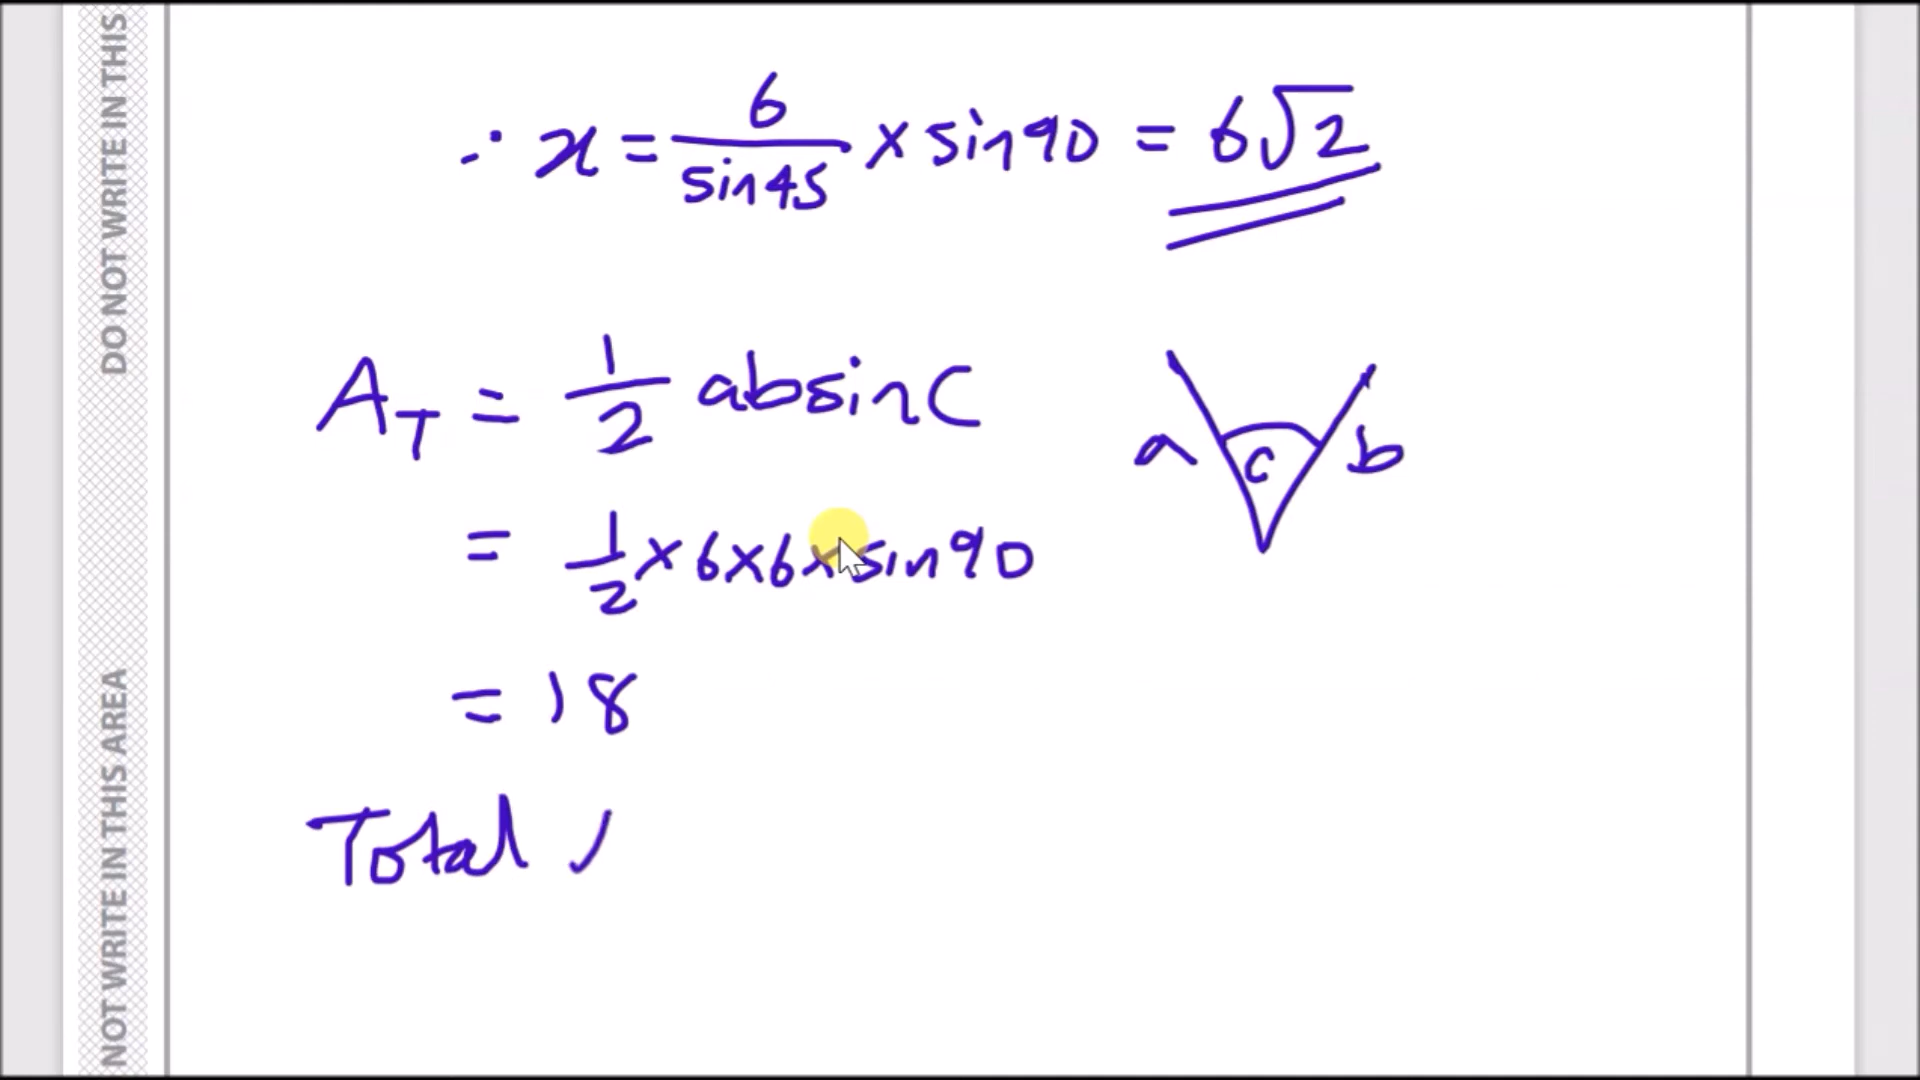 DO NOT WRITE IN THIS
NOT WRITE IN THIS AREA
∴ x = 6/sin45 × sin90 = 6√2
A_T = 1/2 absinC
a c b
= 1/2 × 6×6×sin90
= 18
Total